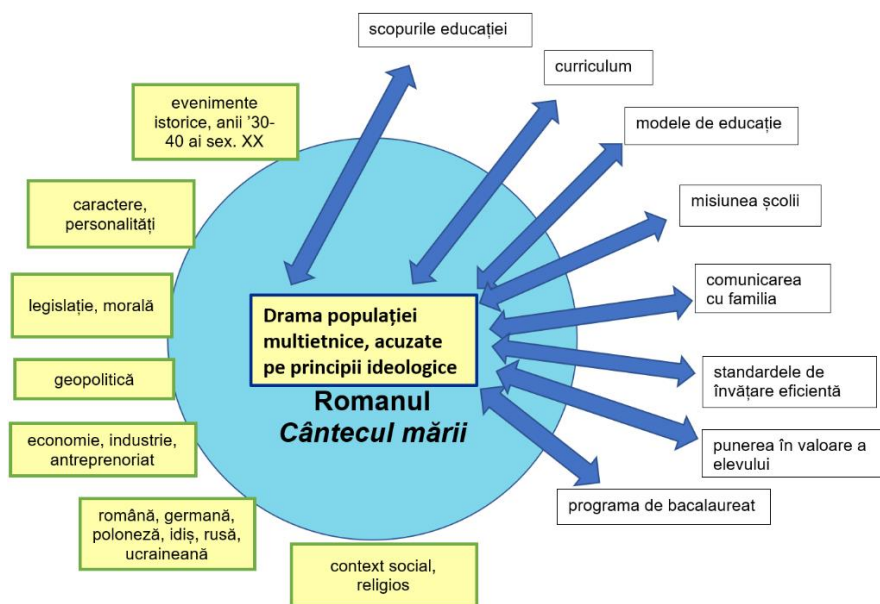 scopurile educației
curriculum
modele de educație
misiunea școlii
comunicarea
cu familia
standardele de
învățare eficientă
punerea în valoare a
elevului
programa de bacalaureat
evenimente
istorice, anii ’30-
40 ai sex. XX
caractere,
personalități
legislație, morală
geopolitică
economie, industrie,
antreprenoriat
română, germană,
poloneză, idiș, rusă,
ucraineană
context social,
religios
Drama populației
multietnice, acuzate
pe principii ideologice
Romanul
Cântecul mării